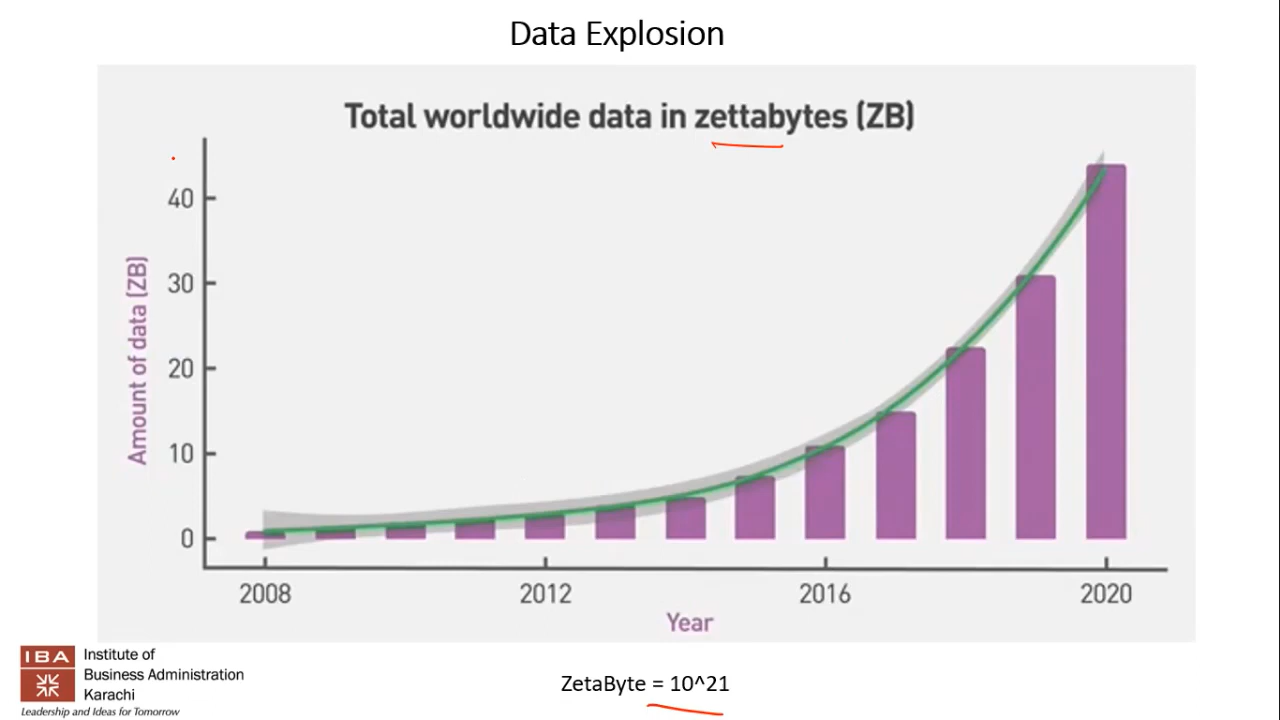 Data Explosion
Total worldwide data in zettabytes (ZB)
Amount of data (ZB)
40
30
20
10
0
2008 2012 2016 2020
Year
IBA
Institute of
Business Administration
Karachi
Leadership and Ideas for Tomorrow
ZetaByte = 10^21